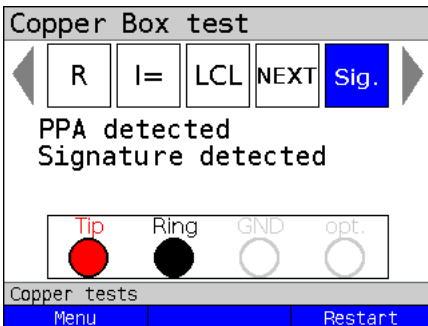 Copper Box test
R I= LCL NEXT Sig.
PPA detected
Signature detected
Tip Ring GND opt.
Copper tests
Menu Restart